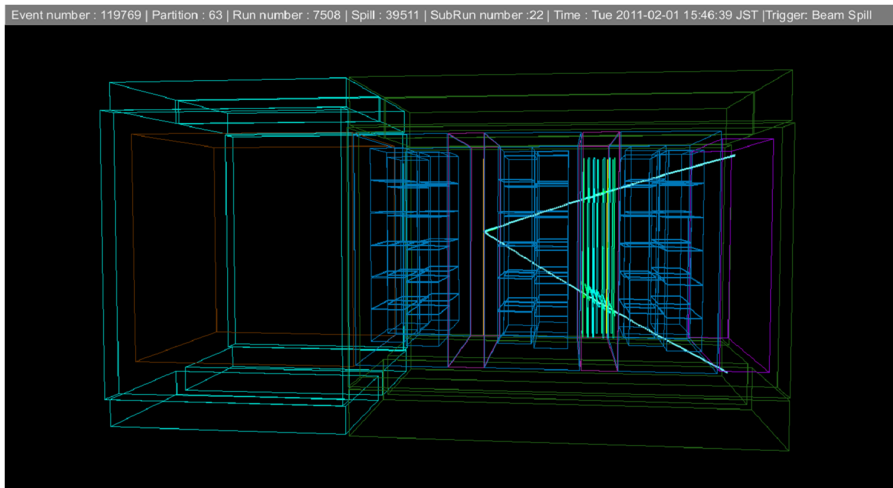 Event number : 119769 | Partition : 63 | Run number : 7508 | Spill : 39511 | SubRun number :22 | Time : Tue 2011-02-01 15:46:39 JST |Trigger: Beam Spill